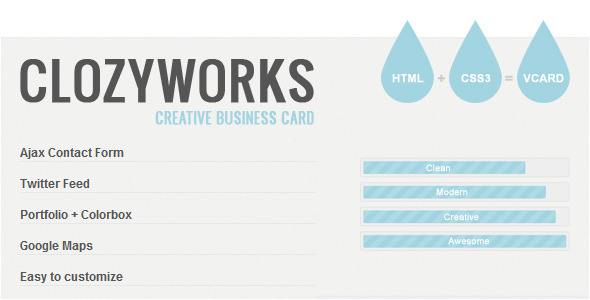 CLOZYWORKS
CREATIVE BUSINESS CARD
HTML + CSS3 = VCARD
Ajax Contact Form
Twitter Feed
Portfolio + Colorbox
Google Maps
Easy to customize
Clean
Modern
Creative
Awesome